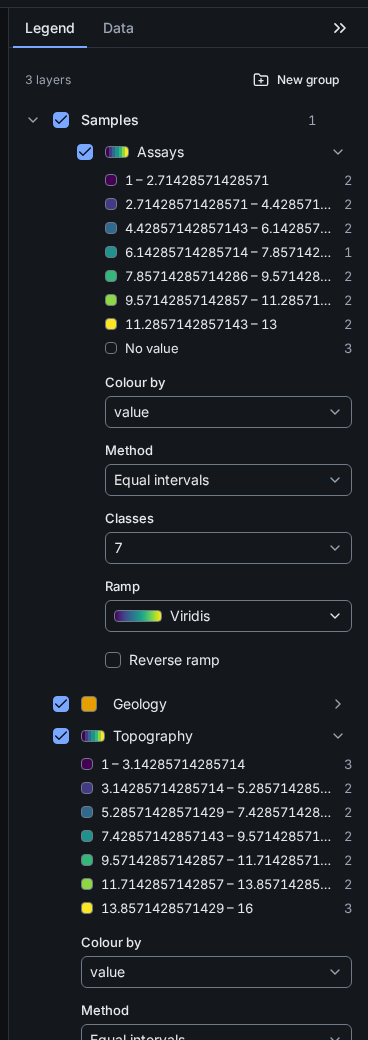 Legend Data
3 layers New group
Samples 1
Assays
1 – 2.71428571428571 2
2.71428571428571 – 4.428571... 2
4.42857142857143 – 6.142857... 2
6.14285714285714 – 7.857142... 1
7.85714285714286 – 9.571428... 2
9.57142857142857 – 11.28571... 2
11.2857142857143 – 13 2
No value 3
Colour by
value
Method
Equal intervals
Classes
7
Ramp
Viridis
Reverse ramp
Geology
Topography
1 – 3.14285714285714 3
3.14285714285714 – 5.285714285... 2
5.28571428571429 – 7.428571428... 2
7.42857142857143 – 9.571428571... 2
9.57142857142857 – 11.71428571... 2
11.7142857142857 – 13.85714285... 2
13.8571428571429 – 16 3
Colour by
value
Method
Equal intervals